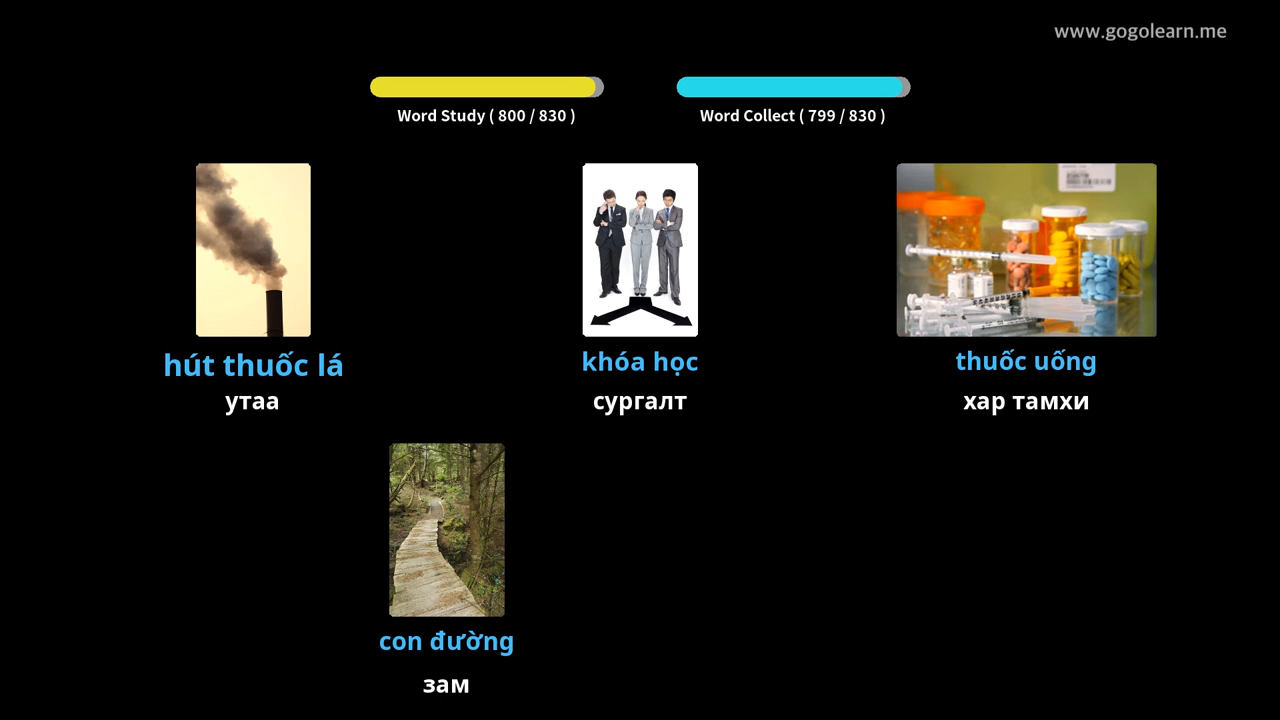 www.gogolearn.me
Word Study ( 800 / 830 )
Word Collect ( 799 / 830 )
hút thuốc lá
утаа
khóa học
сургалт
thuốc uống
хар тамхи
con đường
зам